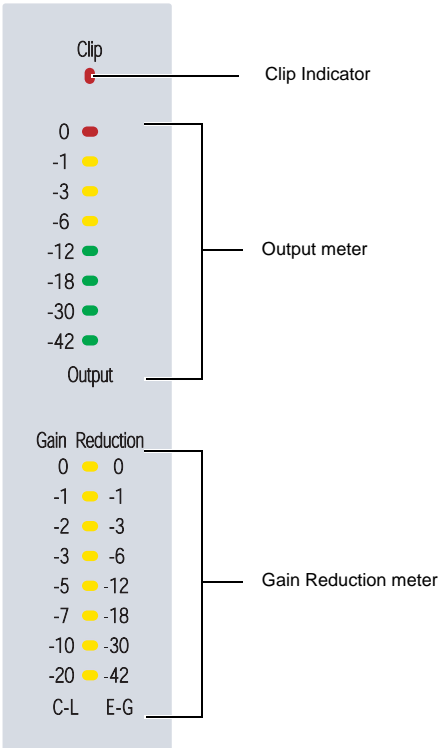 Clip
Clip Indicator
0
-1
-3
-6
-12
Output meter
-18
-30
-42
Output
Gain Reduction
0 0
-1 -1
-2 -3
-3 -6
-5 -12
Gain Reduction meter
-7 -18
-10 -30
-20 -42
C-L E-G